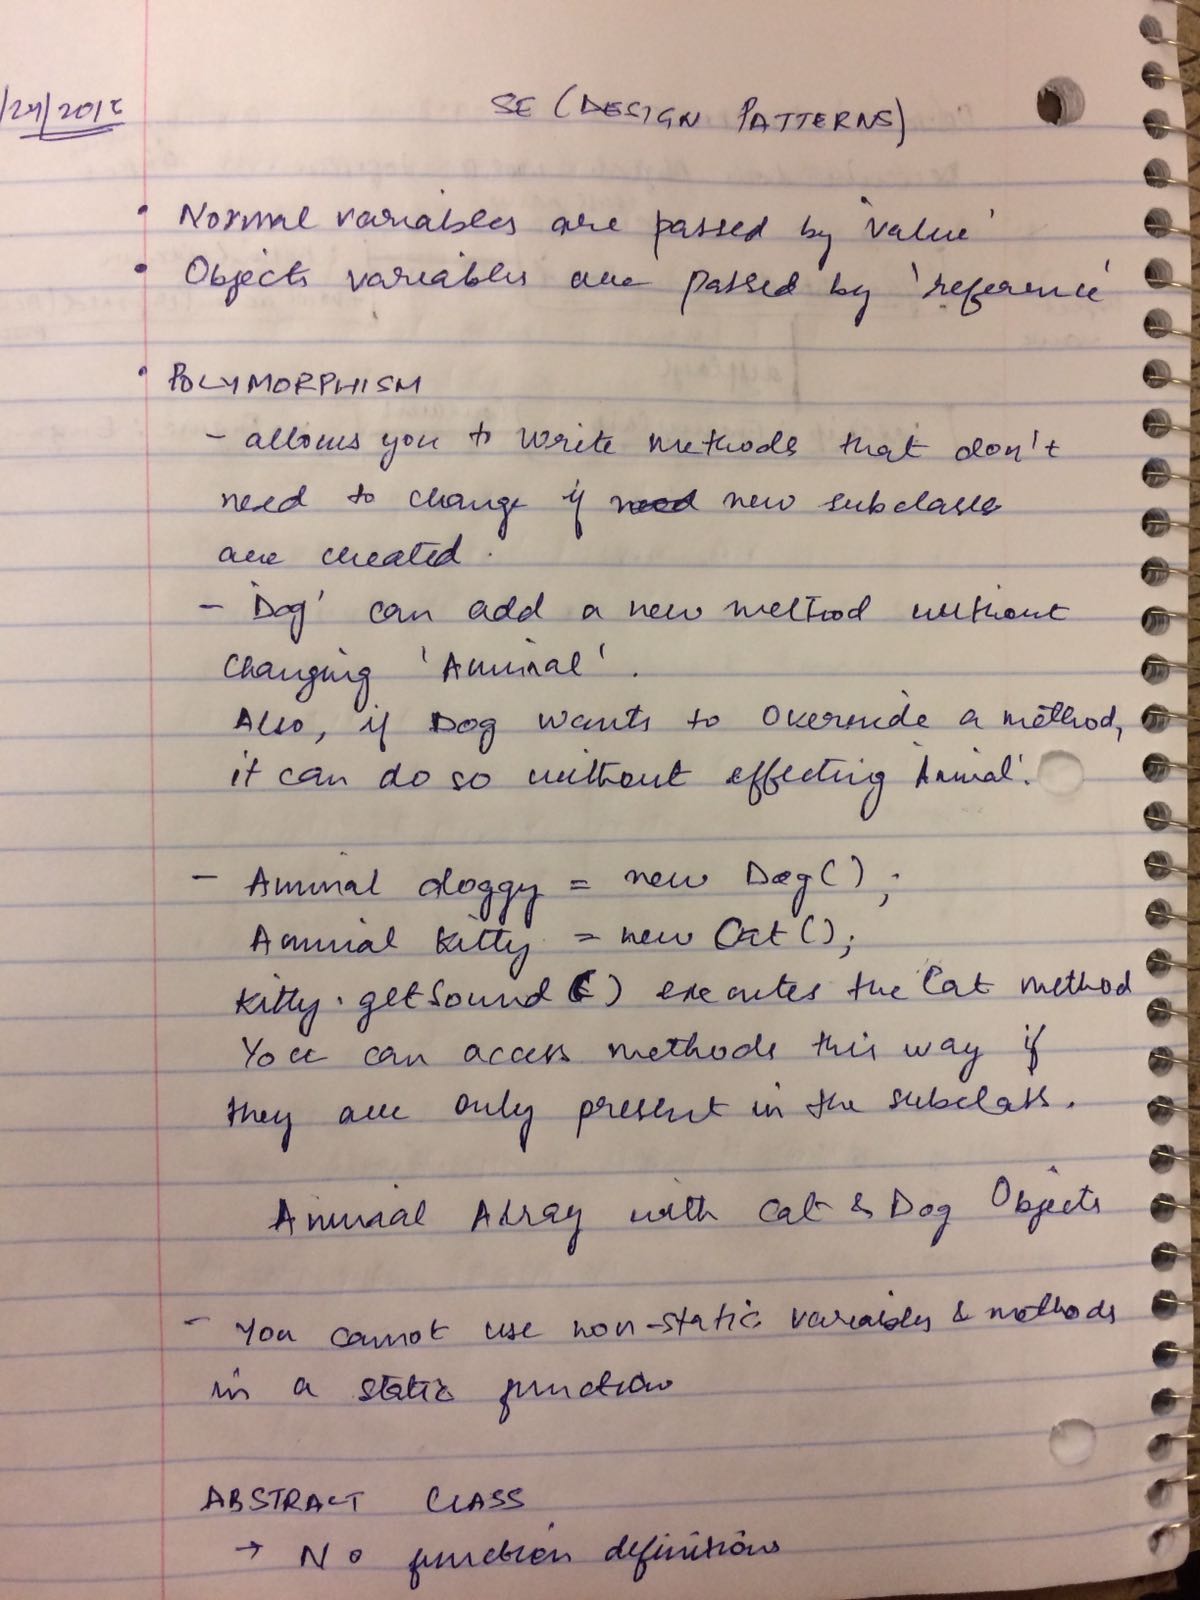 /24/2015 SE (DESIGN PATTERNS)
• Normal variables are passed by 'value'
• Objects variables are passed by 'reference'
• POLYMORPHISM
- allows you to write methods that don't
need to change if new subclasses
are created.
- 'Dog' can add a new method without
changing 'Animal'.
Also, if Dog wants to override a method,
it can do so without effecting 'Animal'.
- Animal doggy = new Dog();
Animal kitty = new Cat();
kitty.getSound() executes the Cat method
You can access methods this way if
they are only present in the subclass.
Animal Array with Cat & Dog Objects
- You cannot use non-static variables & methods
in a static function
ABSTRACT CLASS
→ No function definitions